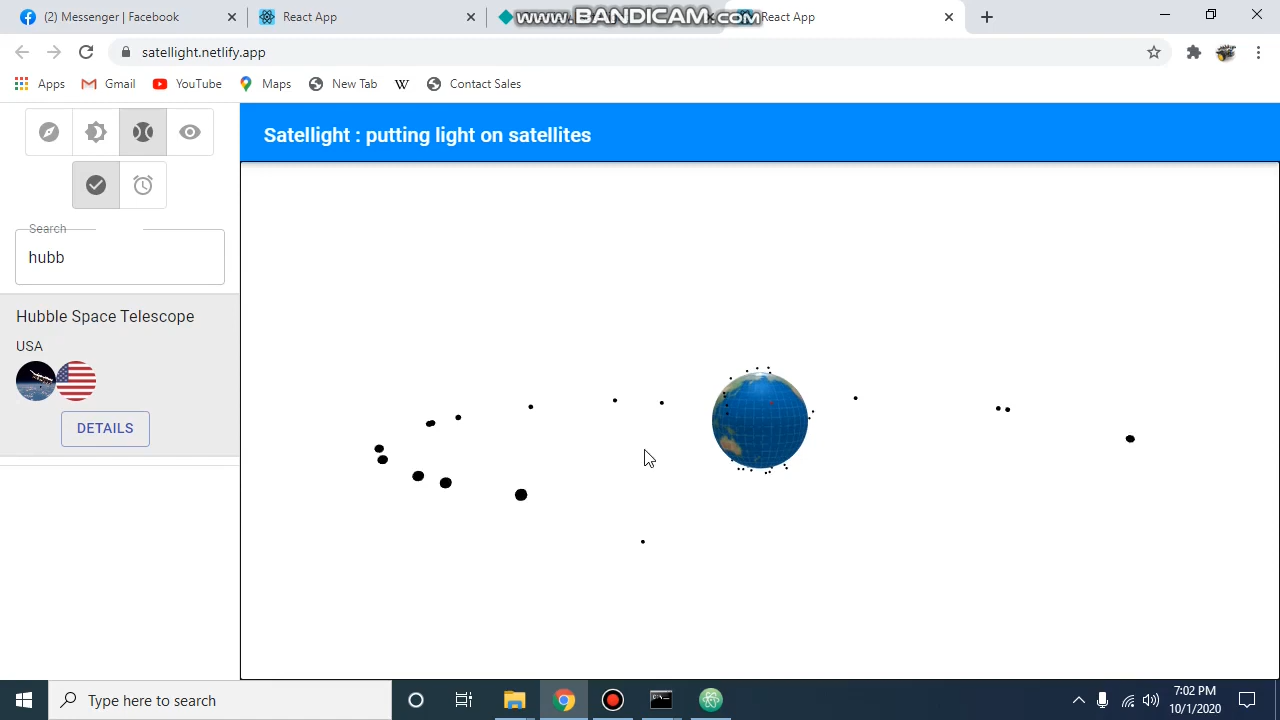 (2) Messenger | Facebook
React App
www.BANDICAM.com
React App
satellight.netlify.app
Apps
Gmail
YouTube
Maps
New Tab
W
Contact Sales
Satellight : putting light on satellites
Search
hubb
Hubble Space Telescope
USA
DETAILS
Type here to search
7:02 PM
10/1/2020